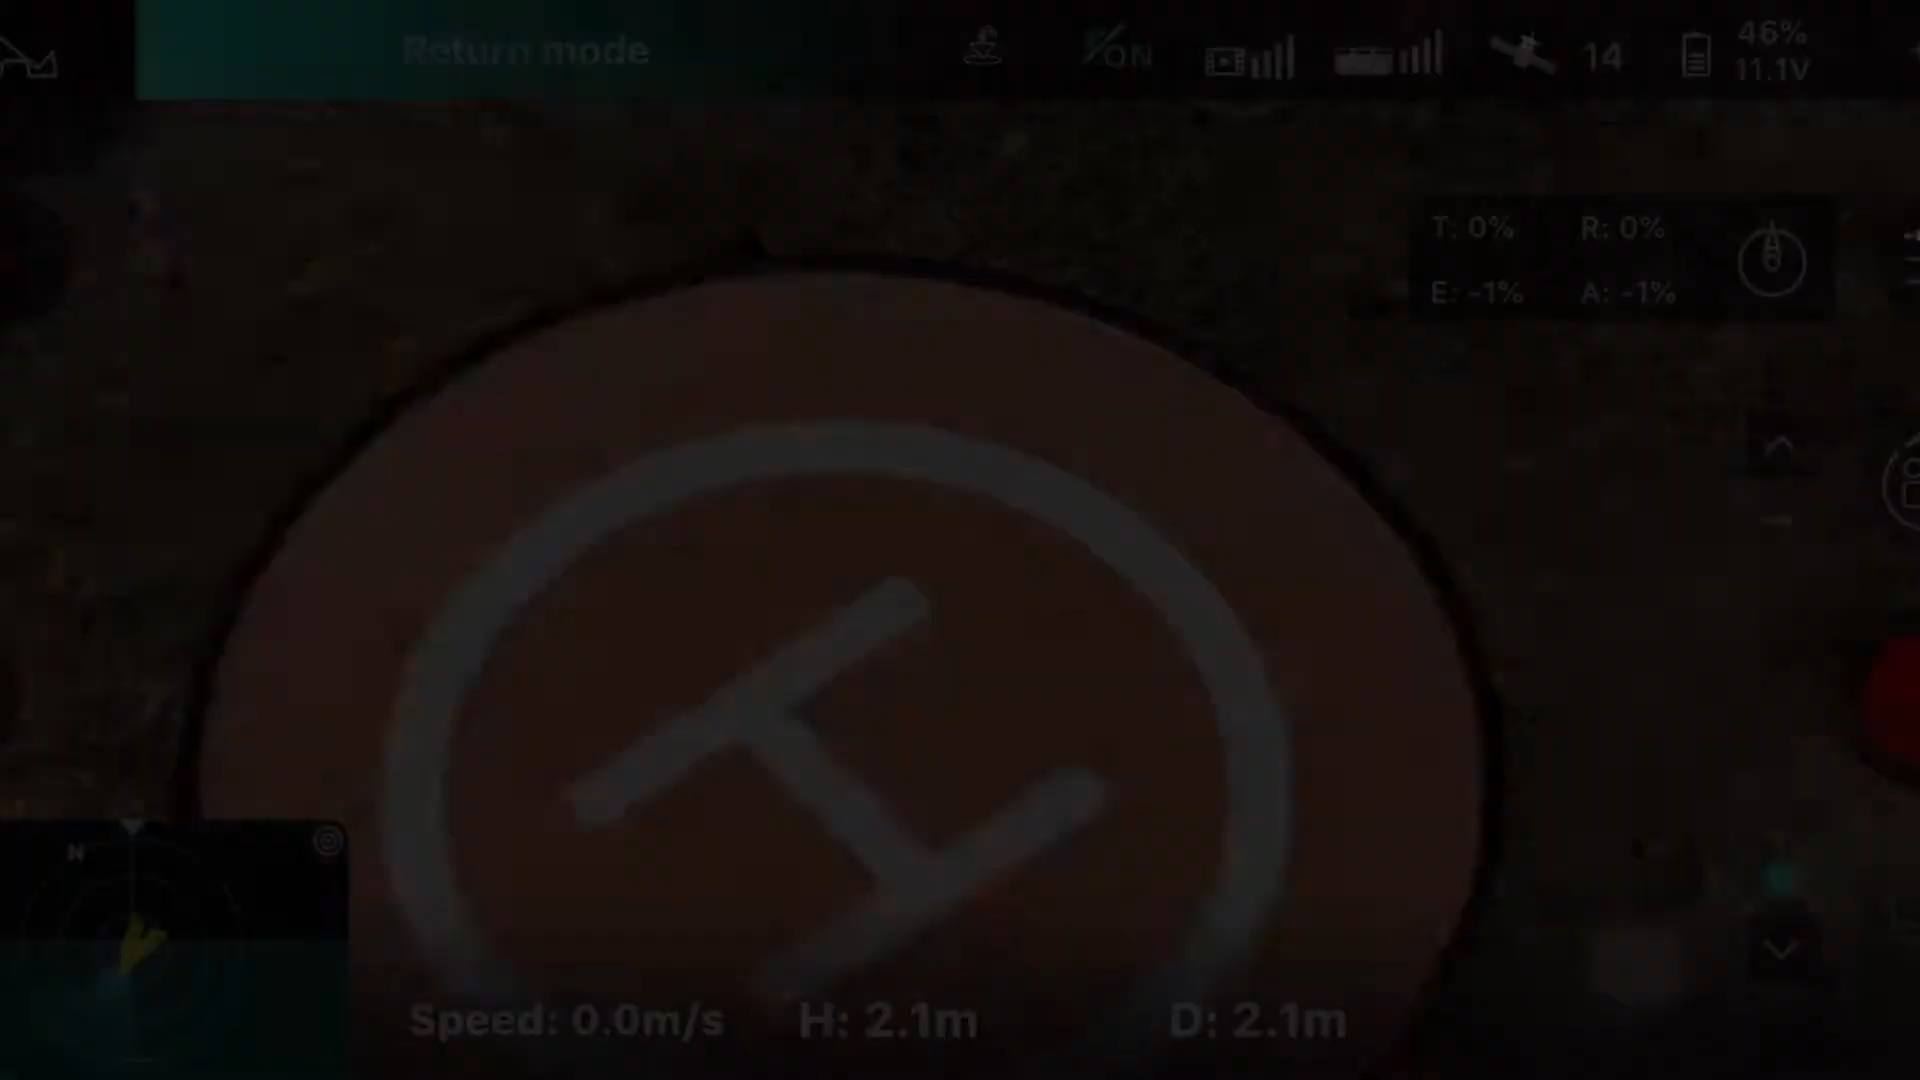 Return mode
ON
14
46%
11.1V
T: 0% R: 0%
E: -1% A: -1%
H
N
Speed: 0.0m/s H: 2.1m D: 2.1m